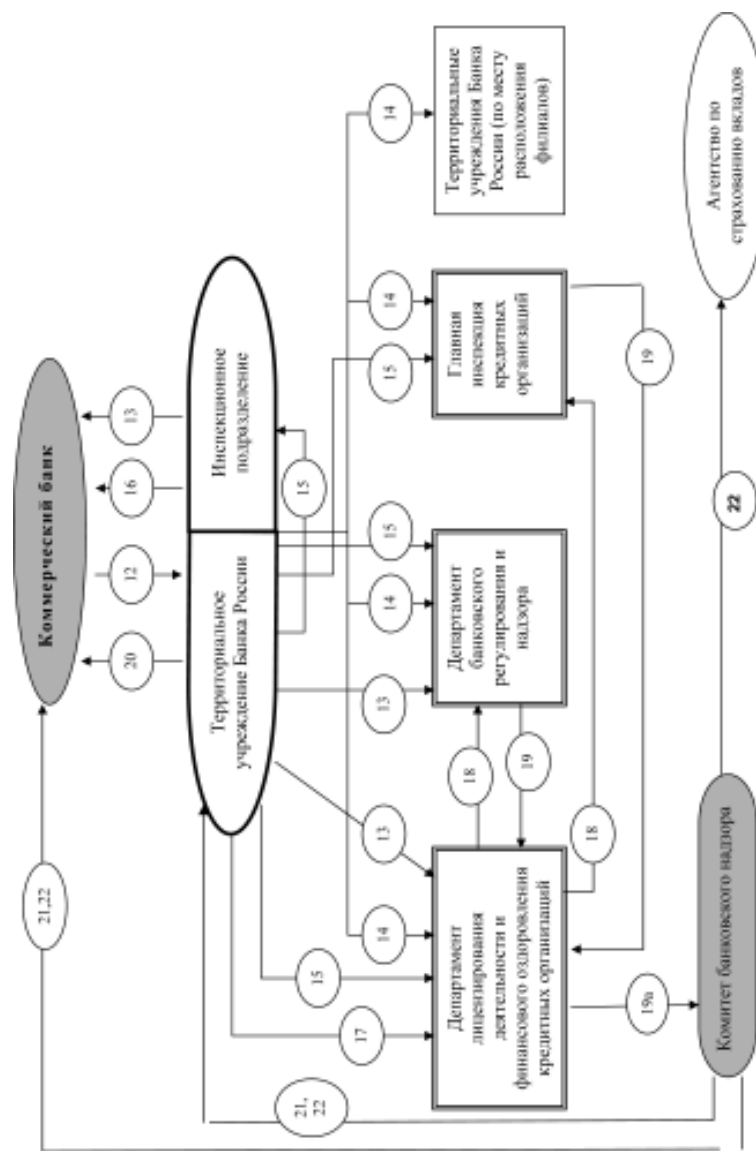 Коммерческий банк
21,22
20
12
16
13
Территориальное
учреждение Банка России
Инспекционное
подразделение
15
21,
22
17
15
14
13
13
14
15
15
14
14
Департамент
лицензирования
деятельности и
финансового оздоровления
кредитных организаций
18
19
Департамент
банковского
регулирования и
надзора
Главная
инспекция
кредитных
организаций
Территориальные
учреждения Банка
России (по месту
расположения
филиалов)
19а
18
19
Комитет банковского надзора
22
Агентство по
страхованию вкладов